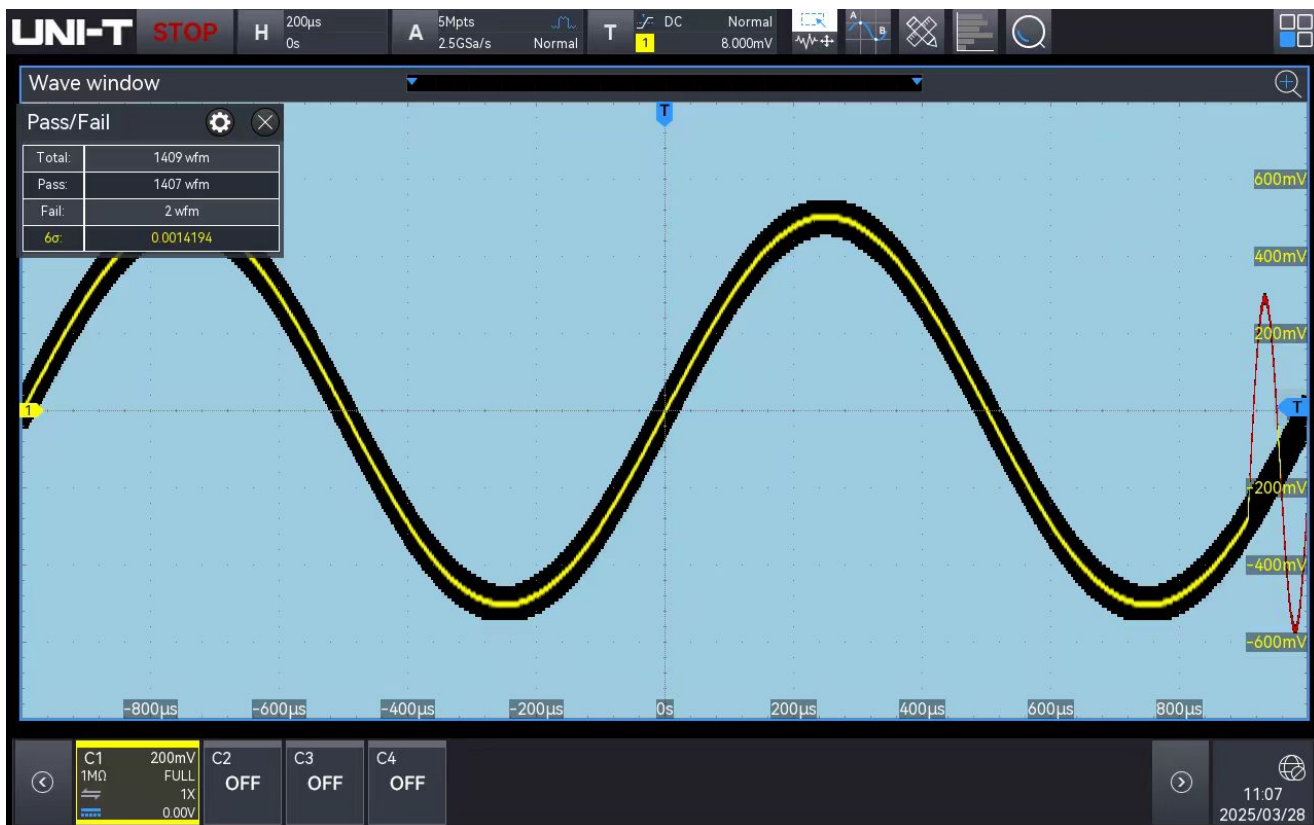 UNI-T STOP H 200μs 0s A 5Mpts 2.5GSa/s Normal T 1 DC Normal 8.000mV A B
Wave window
T
Pass/Fail
Total: 1409 wfm
Pass: 1407 wfm
Fail: 2 wfm
6σ: 0.0014194
600mV
400mV
200mV
1
T
-200mV
-400mV
-600mV
-800μs -600μs -400μs -200μs 0s 200μs 400μs 600μs 800μs
C1 200mV
1MΩ FULL
1X
0.00V
C2
OFF
C3
OFF
C4
OFF
11:07
2025/03/28